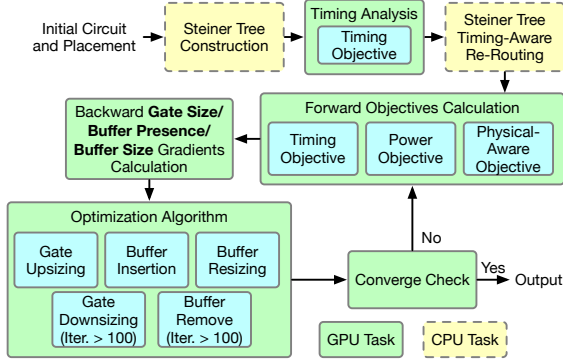 Initial Circuit
and Placement
Steiner Tree
Construction
Timing Analysis
Timing
Objective
Steiner Tree
Timing-Aware
Re-Routing
Backward Gate Size/
Buffer Presence/
Buffer Size Gradients
Calculation
Forward Objectives Calculation
Timing
Objective
Power
Objective
Physical-
Aware
Objective
Optimization Algorithm
Gate
Upsizing
Buffer
Insertion
Buffer
Resizing
Gate
Downsizing
(Iter. > 100)
Buffer
Remove
(Iter. > 100)
No
Converge Check
Yes
Output
GPU Task
CPU Task